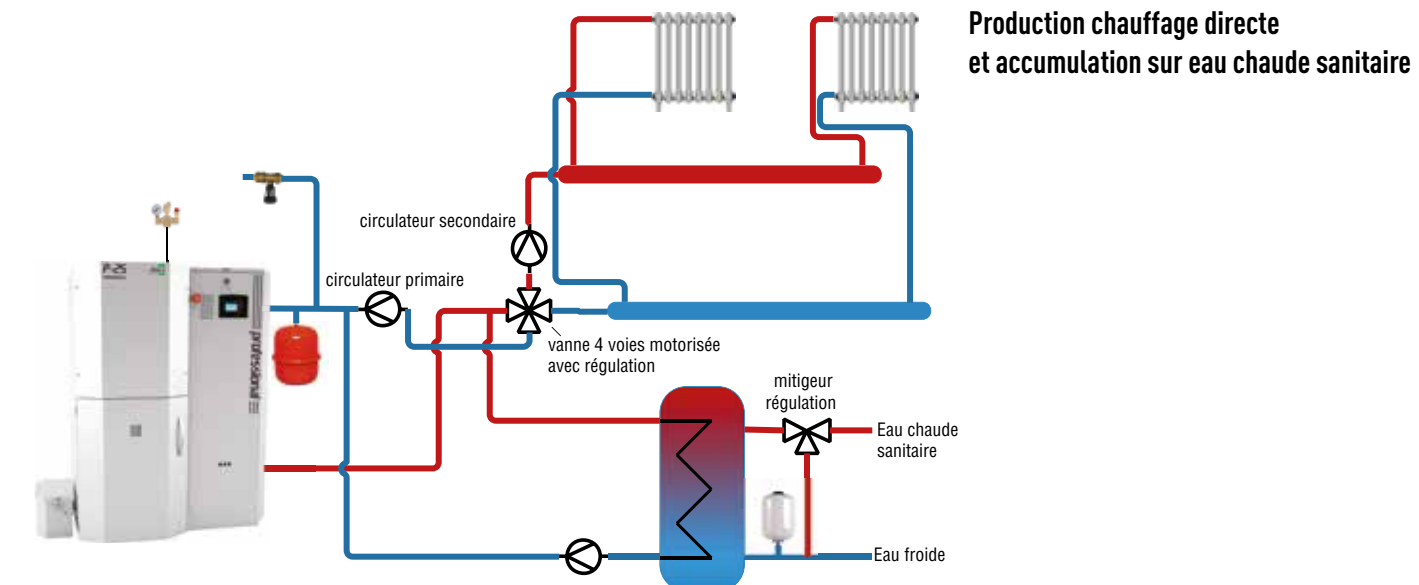 Production chauffage directe
et accumulation sur eau chaude sanitaire
circulateur secondaire
circulateur primaire
vanne 4 voies motorisée
avec régulation
mitigeur
régulation
Eau chaude
sanitaire
Eau froide
professional